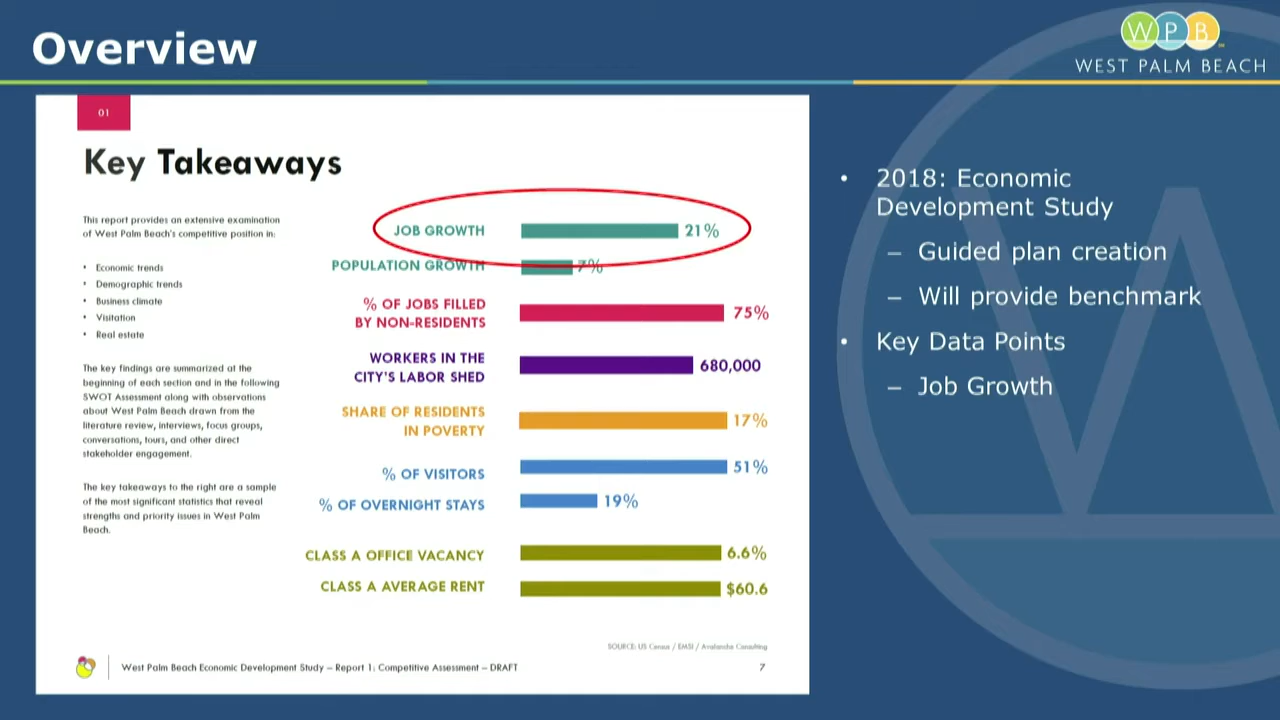 Overview
WPB
WEST PALM BEACH
01
Key Takeaways
This report provides an extensive examination
of West Palm Beach's competitive position in:
• Economic trends
• Demographic trends
• Business climate
• Visitation
• Real estate
The key findings are summarized at the
beginning of each section and in the following
SWOT Assessment along with observations
about West Palm Beach drawn from the
literature review, interviews, focus groups,
conversations, tours, and other direct
stakeholder engagement.
The key takeaways to the right are a sample
of the most significant statistics that reveal
strengths and priority issues in West Palm
Beach.
JOB GROWTH 21%
POPULATION GROWTH 7%
% OF JOBS FILLED
BY NON-RESIDENTS 75%
WORKERS IN THE
CITY'S LABOR SHED 680,000
SHARE OF RESIDENTS
IN POVERTY 17%
% OF VISITORS 51%
% OF OVERNIGHT STAYS 19%
CLASS A OFFICE VACANCY 6.6%
CLASS A AVERAGE RENT $60.6
SOURCE: US Census / EMSI / Avalanche Consulting
West Palm Beach Economic Development Study – Report 1: Competitive Assessment – DRAFT
7
• 2018: Economic
Development Study
– Guided plan creation
– Will provide benchmark
• Key Data Points
– Job Growth